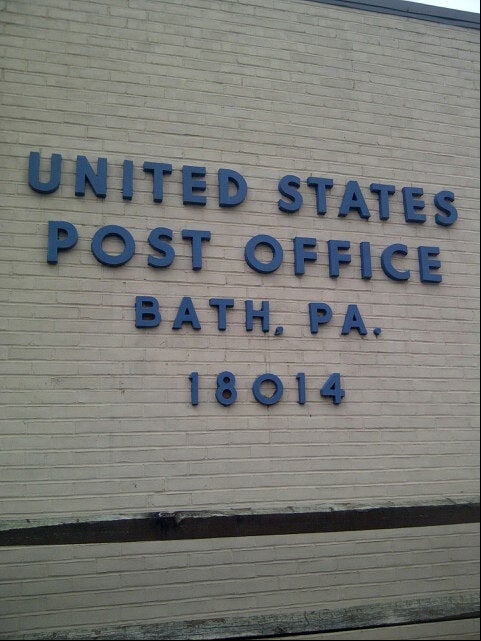 UNITED STATES
POST OFFICE
BATH, PA.
18014